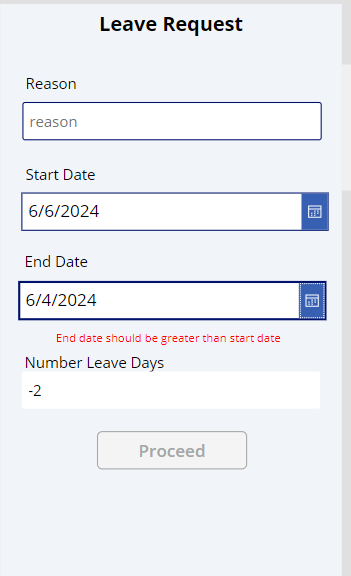 Leave Request
Reason
reason
Start Date
6/6/2024
End Date
6/4/2024
End date should be greater than start date
Number Leave Days
-2
Proceed